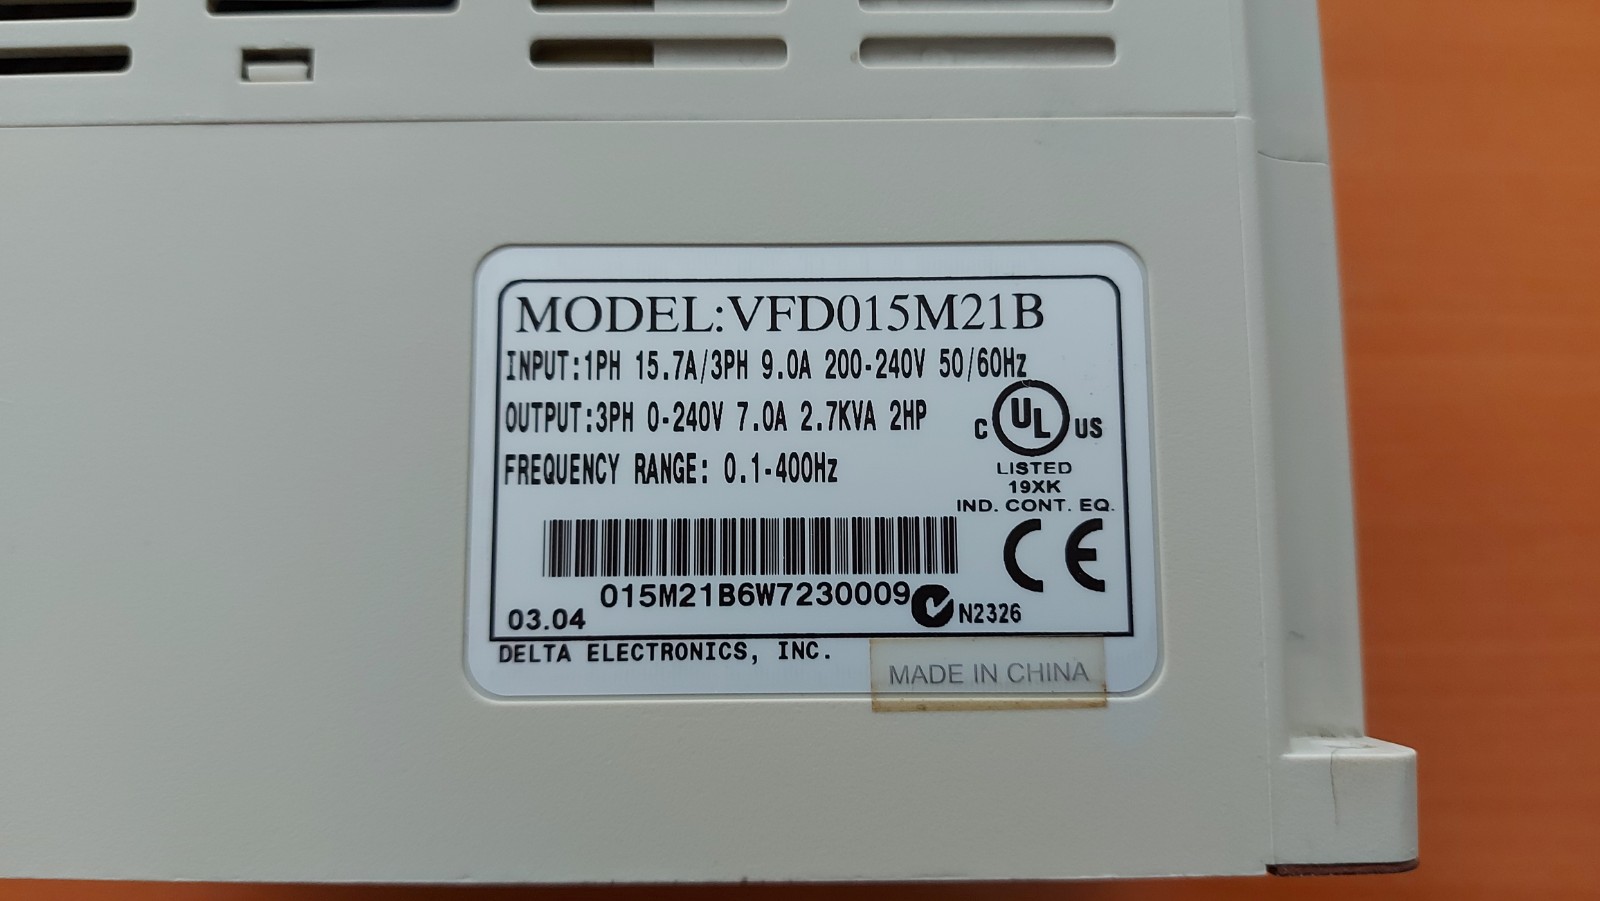 MODEL:VFD015M21B
INPUT:1PH 15.7A/3PH 9.0A 200-240V 50/60Hz
OUTPUT:3PH 0-240V 7.0A 2.7KVA 2HP
FREQUENCY RANGE: 0.1-400Hz
C UL US
LISTED
19XK
IND. CONT. EQ.
CE
015M21B6W7230009
03.04
N2326
DELTA ELECTRONICS, INC.
MADE IN CHINA